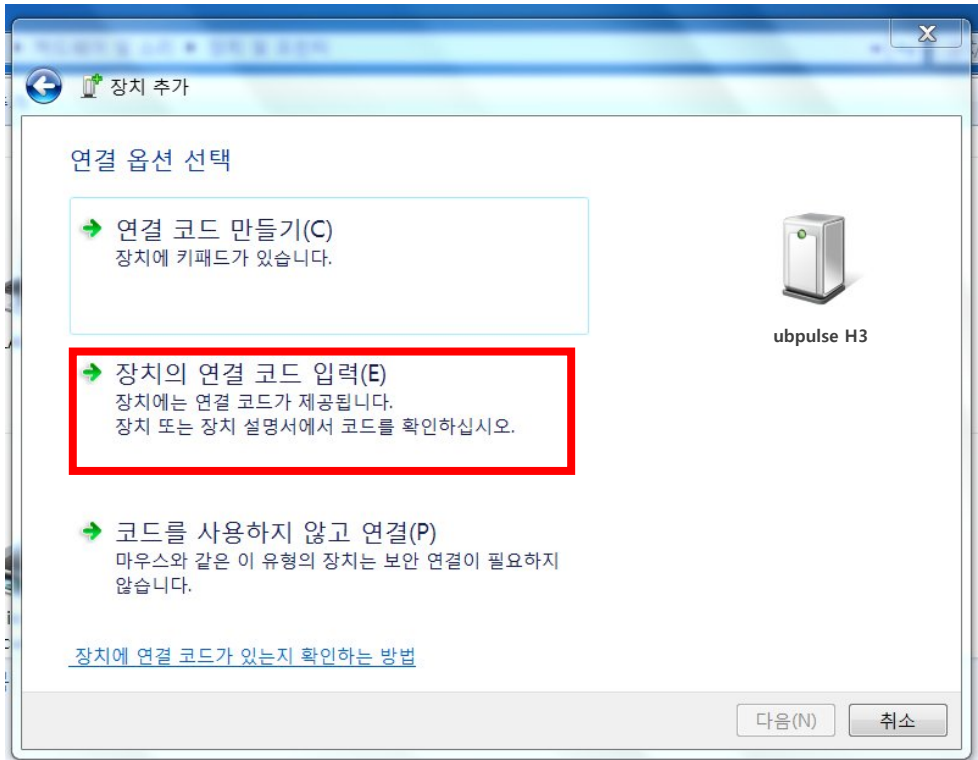 장치 추가
연결 옵션 선택
연결 코드 만들기(C)
장치에 키패드가 있습니다.
ubpulse H3
장치의 연결 코드 입력(E)
장치에는 연결 코드가 제공됩니다.
장치 또는 장치 설명서에서 코드를 확인하십시오.
코드를 사용하지 않고 연결(P)
마우스와 같은 이 유형의 장치는 보안 연결이 필요하지
않습니다.
장치에 연결 코드가 있는지 확인하는 방법
다음(N)
취소